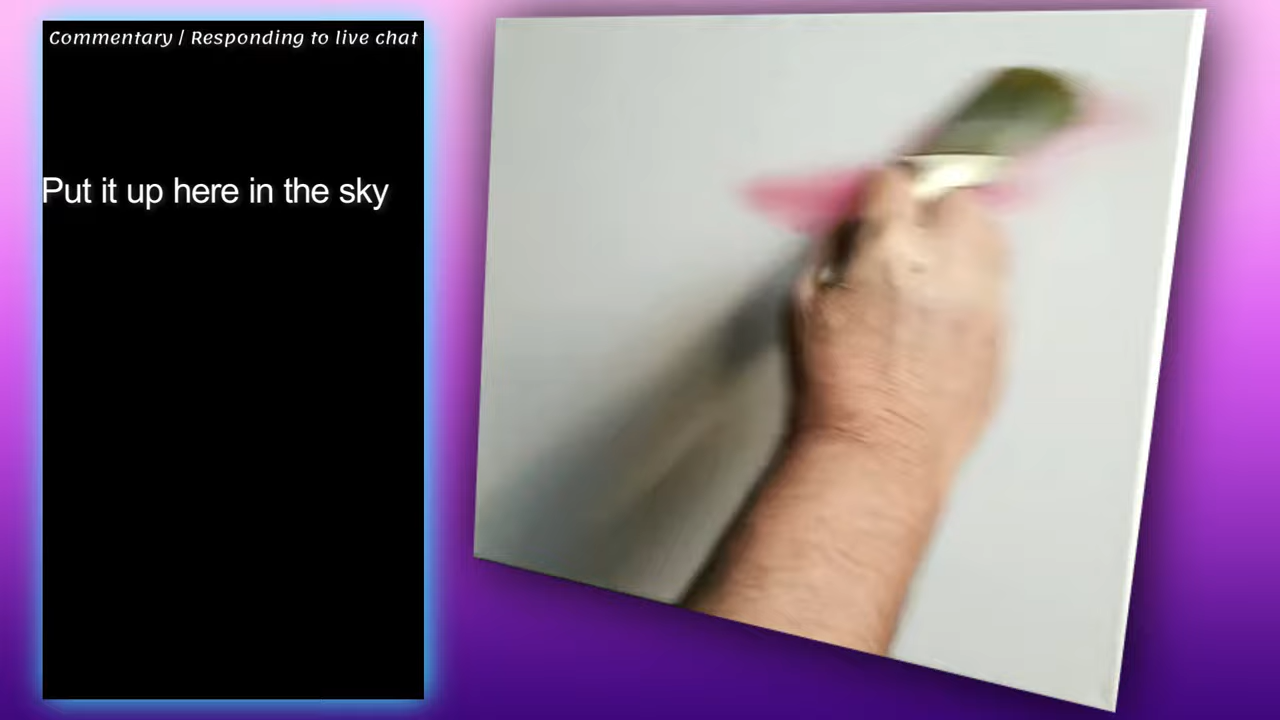 Commentary / Responding to live chat
Put it up here in the sky